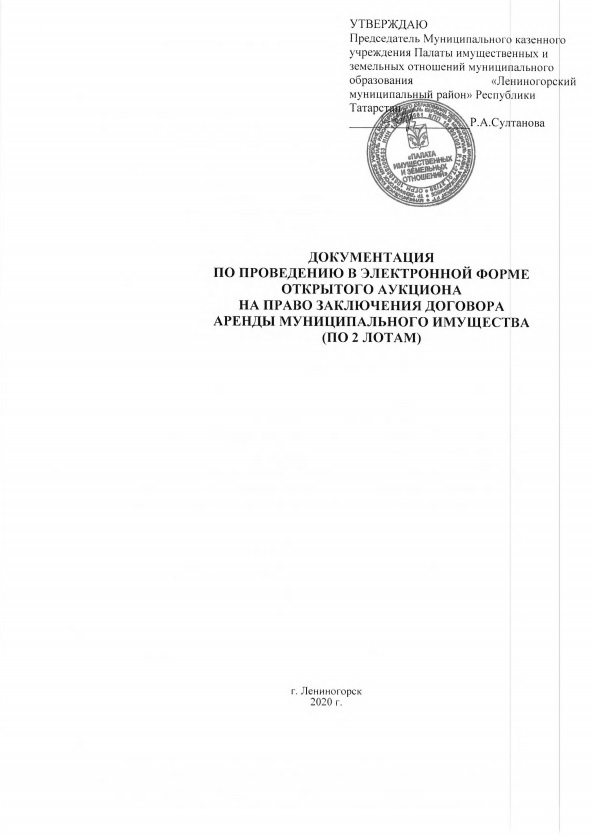 УТВЕРЖДАЮ
Председатель Муниципального казенного
учреждения Палаты имущественных и
земельных отношений муниципального
образования «Лениногорский
муниципальный район» Республики
Татарстан
Р.А.Султанова
«ПАЛАТА
ИМУЩЕСТВЕННЫХ
И ЗЕМЕЛЬНЫХ
ОТНОШЕНИЙ»
ДОКУМЕНТАЦИЯ
ПО ПРОВЕДЕНИЮ В ЭЛЕКТРОННОЙ ФОРМЕ
ОТКРЫТОГО АУКЦИОНА
НА ПРАВО ЗАКЛЮЧЕНИЯ ДОГОВОРА
АРЕНДЫ МУНИЦИПАЛЬНОГО ИМУЩЕСТВА
(ПО 2 ЛОТАМ)
г. Лениногорск
2020 г.